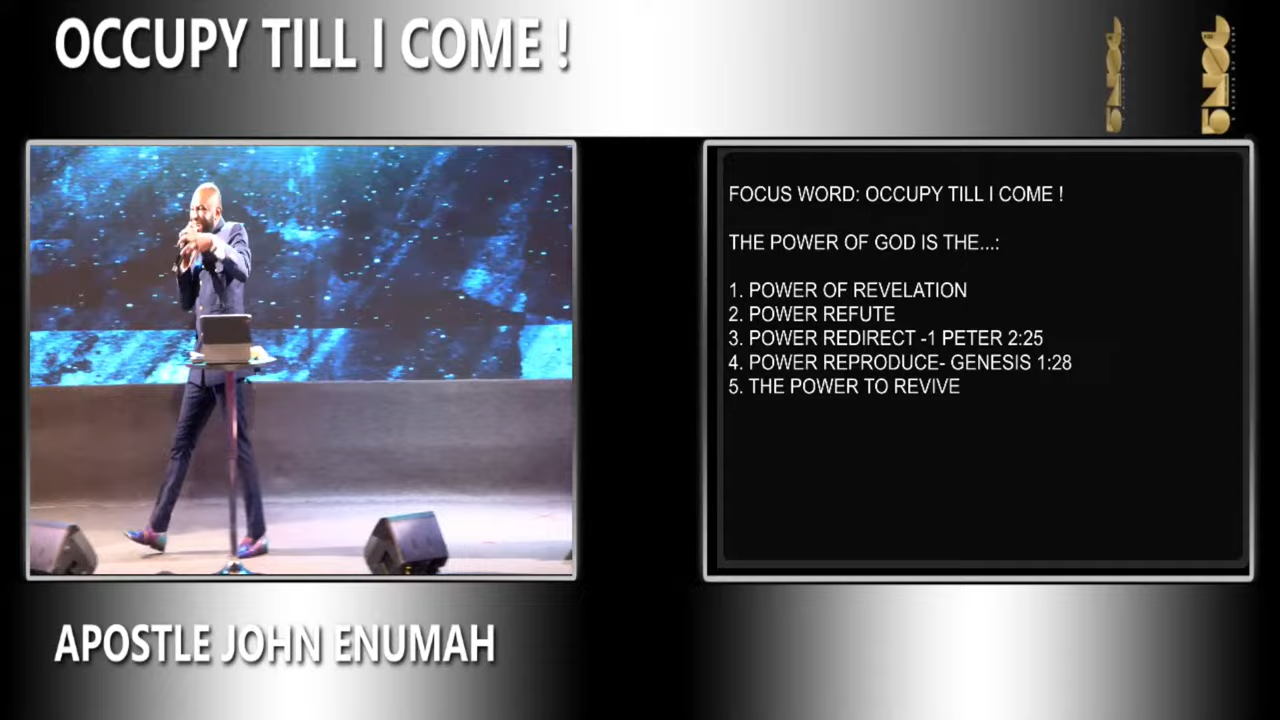 OCCUPY TILL I COME !
FOCUS WORD: OCCUPY TILL I COME !
THE POWER OF GOD IS THE...:
1. POWER OF REVELATION
2. POWER REFUTE
3. POWER REDIRECT -1 PETER 2:25
4. POWER REPRODUCE- GENESIS 1:28
5. THE POWER TO REVIVE
APOSTLE JOHN ENUMAH